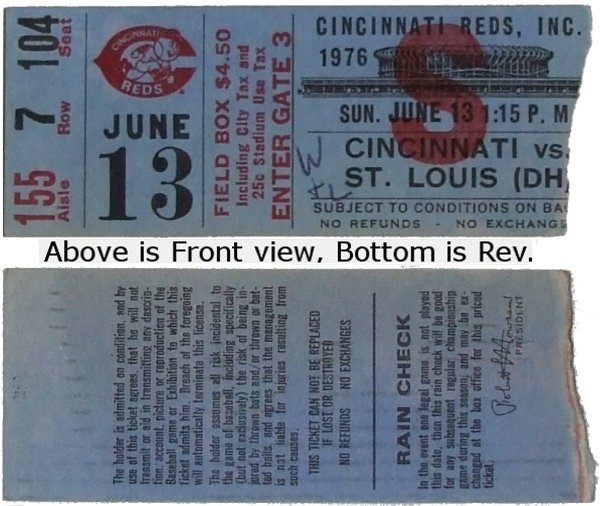 104
Seat
7
Row
155
Aisle
CINCINNATI
REDS
JUNE
13
FIELD BOX $4.50
Including City Tax and
25c Stadium Use Tax
ENTER GATE 3
CINCINNATI REDS, INC.
1976
8
SUN. JUNE 13 1:15 P. M
CINCINNATI vs.
ST. LOUIS (DH)
SUBJECT TO CONDITIONS ON BAC
NO REFUNDS - NO EXCHANGE
Above is Front view, Bottom is Rev.
The holder is admitted on condition, and by
use of this ticket agrees, that he will not
transmit or aid in transmitting any descrip-
tion, account, picture or reproduction of the
Baseball game or Exhibition to which this
ticket admits him. Breach of the foregoing
will automatically terminate this license.
The holder assumes all risk incidental to
the game of baseball, including specifically
(but not exclusively) the risk of being in-
jured by thrown bats and/or thrown or bat-
ted balls, and agrees that the management
is not liable for injuries resulting from
such causes.
THIS TICKET CAN NOT BE REPLACED
IF LOST OR DESTROYED
NO REFUNDS NO EXCHANGES
RAIN CHECK
In the event one legal game is not played
this date, then this rain check will be good
for any subsequent regular championship
game during this season, and may be ex-
changed at the box office for this priced
ticket.
PRESIDENT